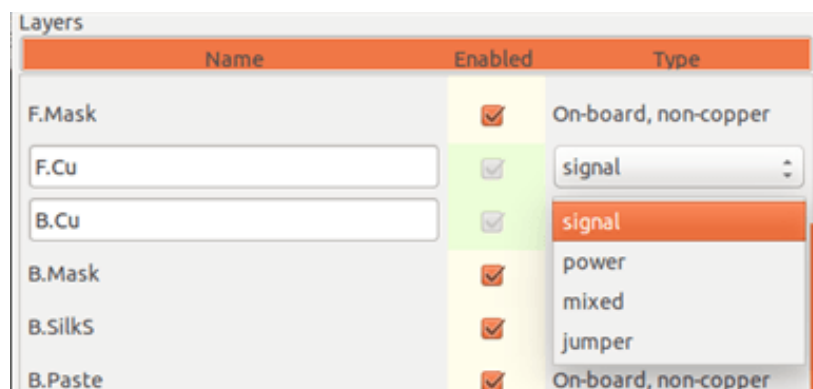 Layers
Name Enabled Type
F.Mask On-board, non-copper
F.Cu signal
B.Cu signal
power
B.Mask mixed
B.SilkS jumper
B.Paste On-board, non-copper